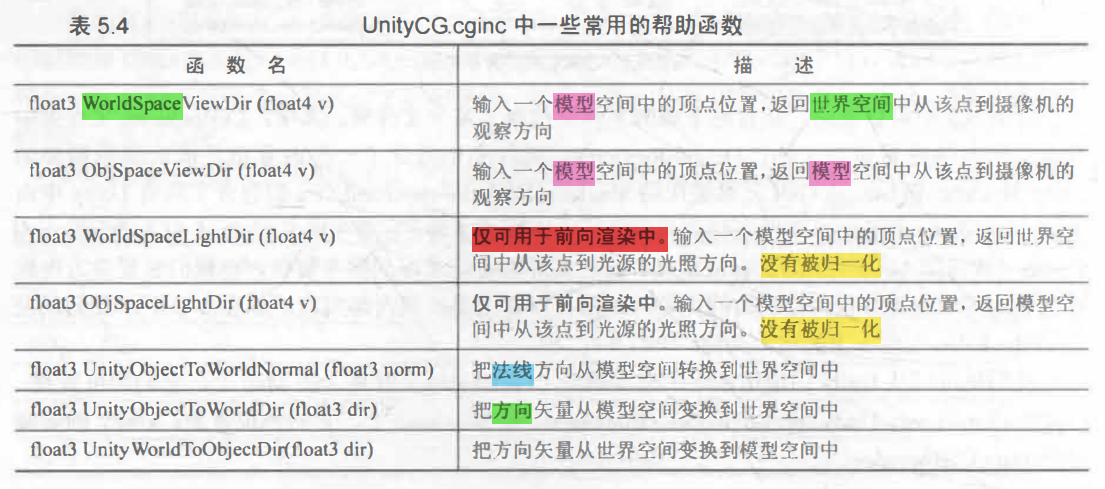 表 5.4 UnityCG.cginc 中一些常用的帮助函数
函 数 名 描 述
float3 WorldSpaceViewDir (float4 v) 输入一个模型空间中的顶点位置,返回世界空间中从该点到摄像机的
观察方向
float3 ObjSpaceViewDir (float4 v) 输入一个模型空间中的顶点位置,返回模型空间中从该点到摄像机的
观察方向
float3 WorldSpaceLightDir (float4 v) 仅可用于前向渲染中。输入一个模型空间中的顶点位置,返回世界空
间中从该点到光源的光照方向。没有被归一化
float3 ObjSpaceLightDir (float4 v) 仅可用于前向渲染中。输入一个模型空间中的顶点位置,返回模型空
间中从该点到光源的光照方向。没有被归一化
float3 UnityObjectToWorldNormal (float3 norm) 把法线方向从模型空间转换到世界空间中
float3 UnityObjectToWorldDir (float3 dir) 把方向矢量从模型空间变换到世界空间中
float3 UnityWorldToObjectDir(float3 dir) 把方向矢量从世界空间变换到模型空间中